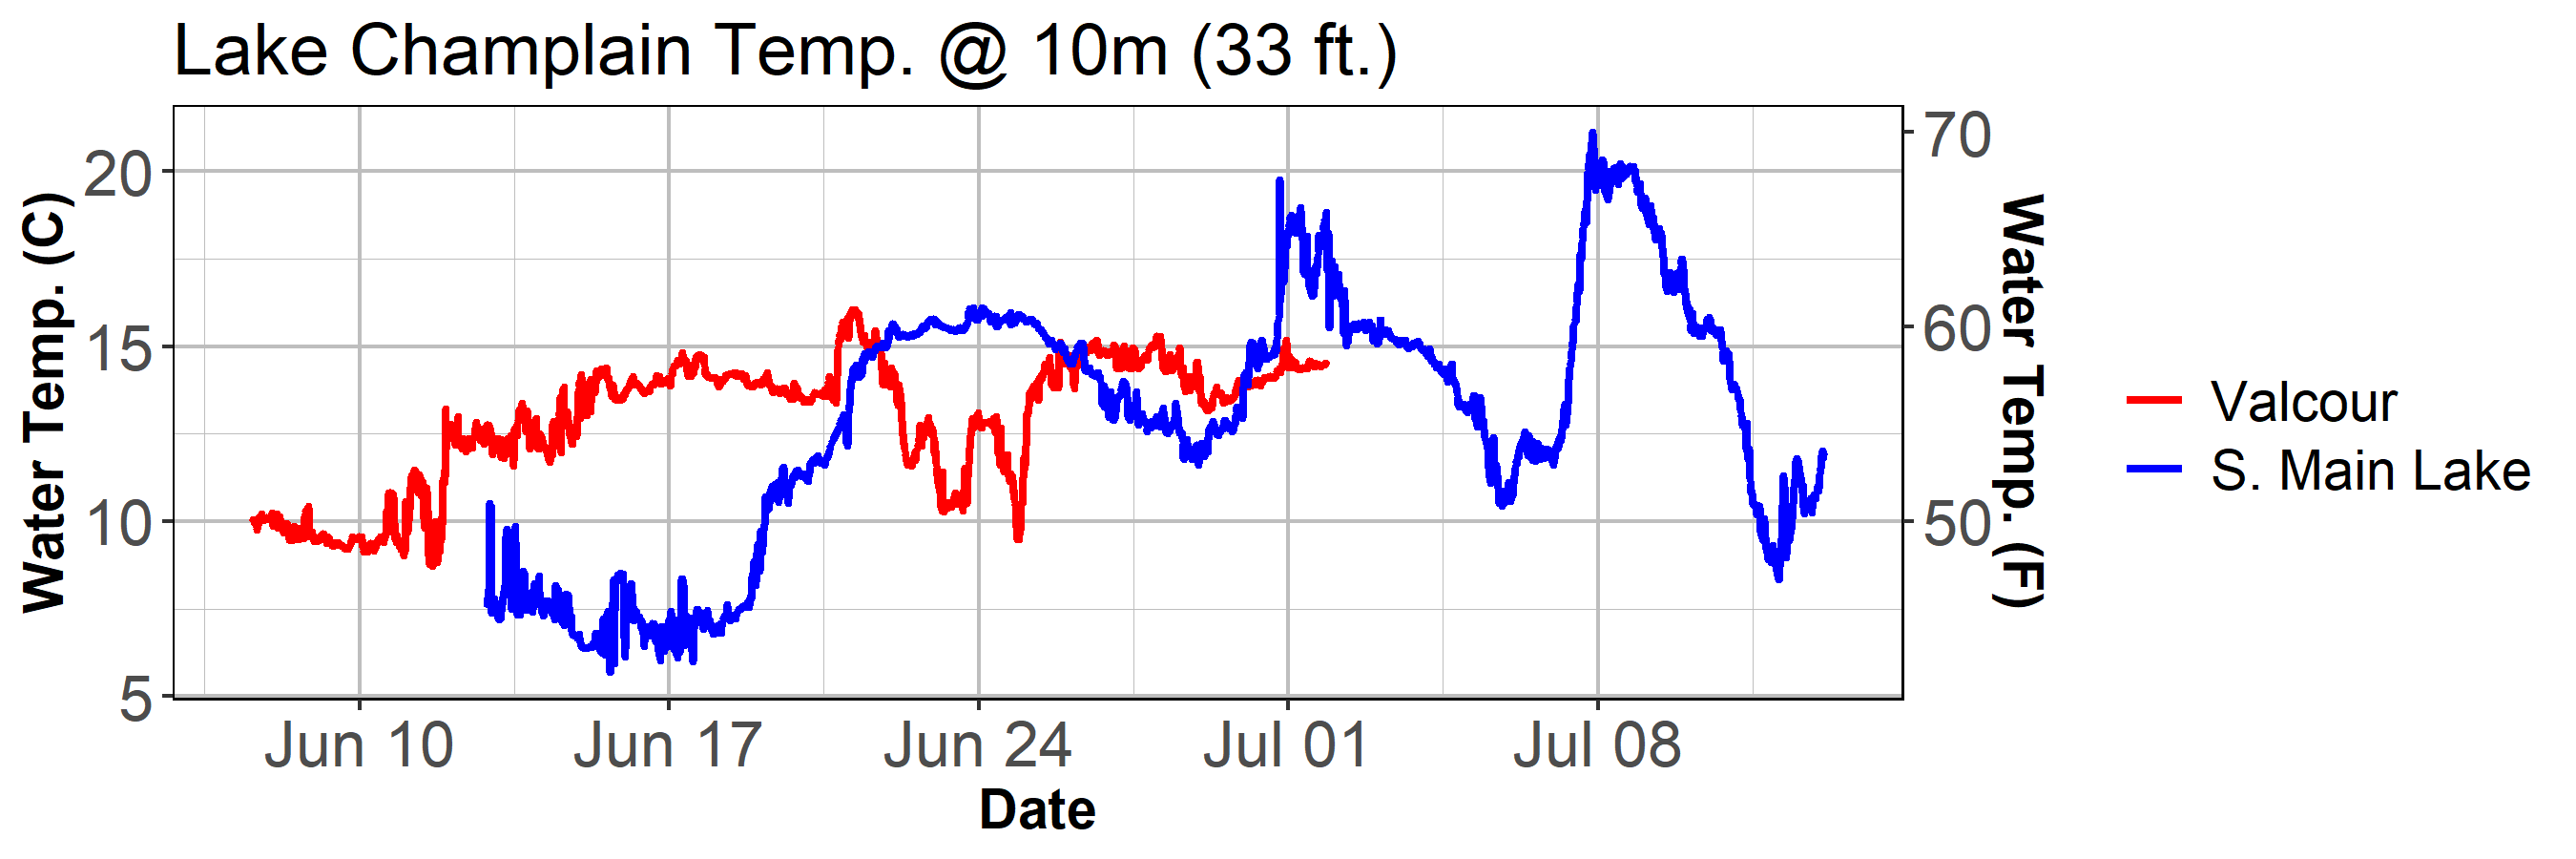 Lake Champlain Temp. @ 10m (33 ft.)
Water Temp. (C)
20
15
10
5
70
60
50
Water Temp. (F)
Jun 10
Jun 17
Jun 24
Jul 01
Jul 08
Date
Valcour
S. Main Lake